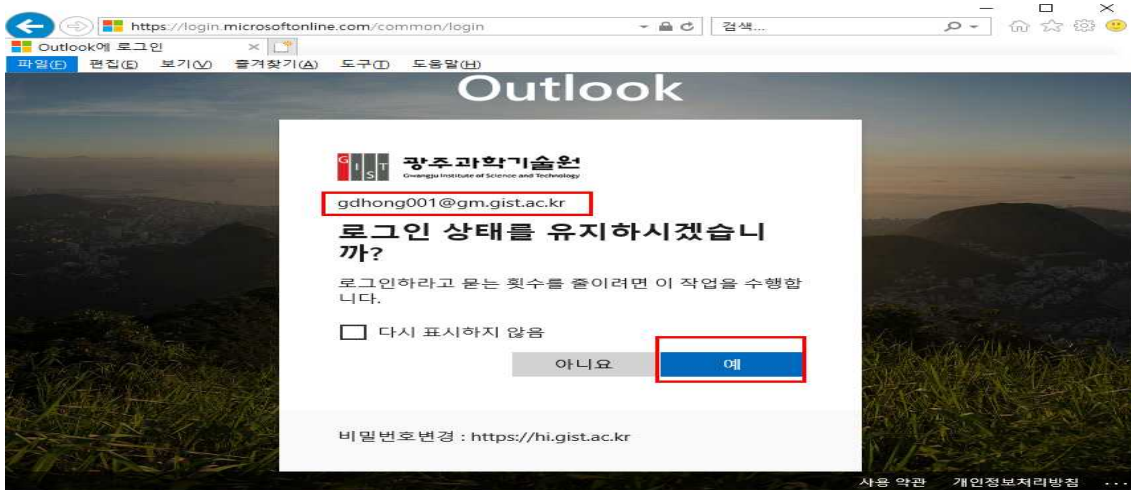 https://login.microsoftonline.com/common/login
검색...
Outlook에 로그인
파일(F) 편집(E) 보기(V) 즐겨찾기(A) 도구(T) 도움말(H)
Outlook
GIST 광주과학기술원
Gwangju Institute of Science and Technology
gdhong001@gm.gist.ac.kr
로그인 상태를 유지하시겠습니
까?
로그인하라고 묻는 횟수를 줄이려면 이 작업을 수행합
니다.
다시 표시하지 않음
아니요 예
비밀번호변경 : https://hi.gist.ac.kr
사용 약관 개인정보처리방침 ...